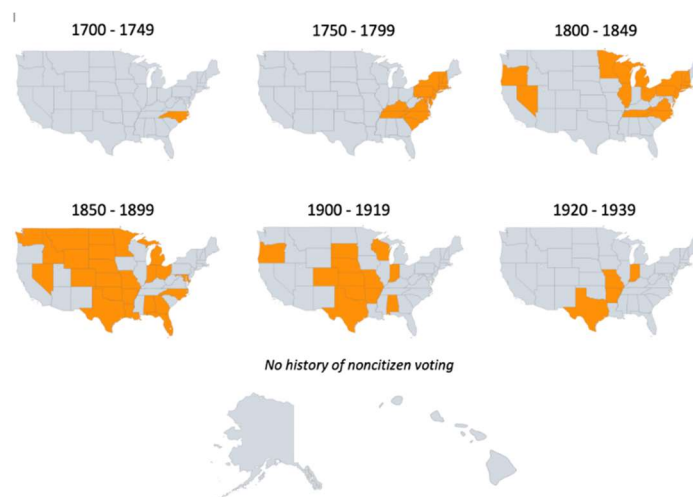 1700 - 1749
1750 - 1799
1800 - 1849
1850 - 1899
1900 - 1919
1920 - 1939
No history of noncitizen voting